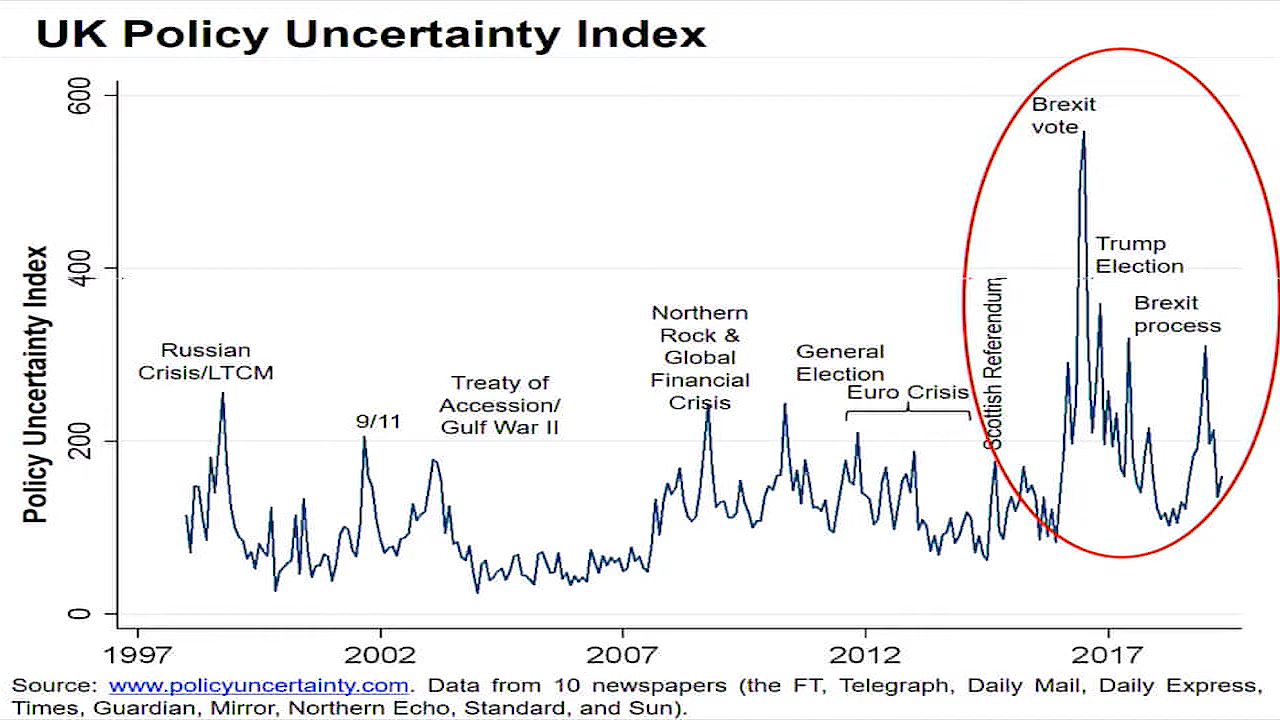 UK Policy Uncertainty Index
Policy Uncertainty Index
600
400
200
0
Russian
Crisis/LTCM
9/11
Treaty of
Accession/
Gulf War II
Northern
Rock &
Global
Financial
Crisis
General
Election
Euro Crisis
Scottish Referendum
Brexit
vote
Trump
Election
Brexit
process
1997
2002
2007
2012
2017
Source: www.policyuncertainty.com. Data from 10 newspapers (the FT, Telegraph, Daily Mail, Daily Express,
Times, Guardian, Mirror, Northern Echo, Standard, and Sun).